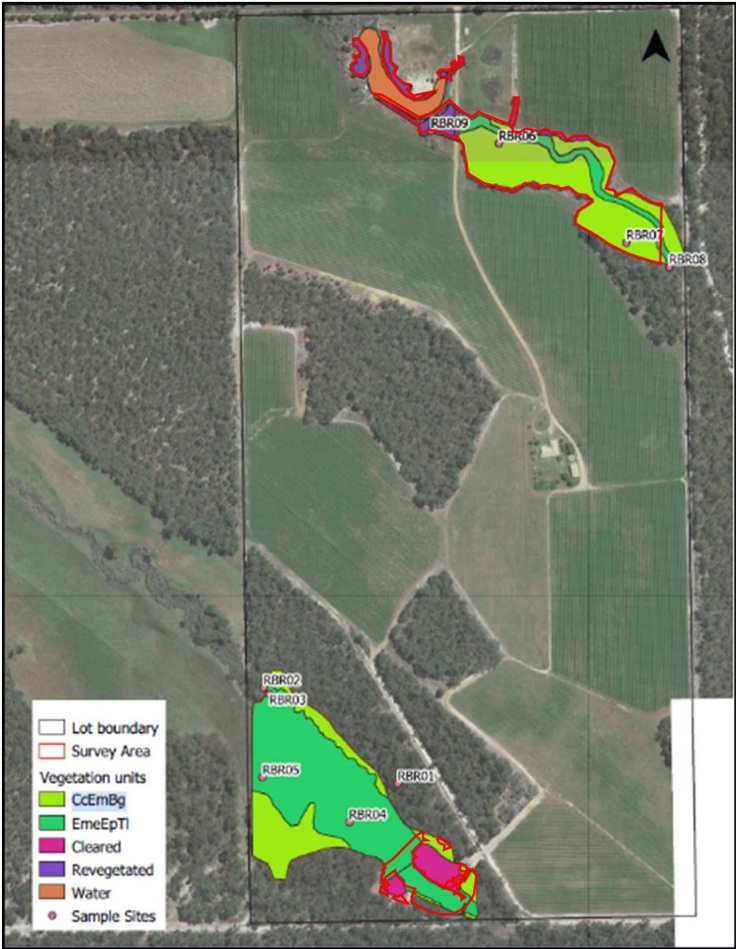 RBR09
RBR06
RBR07
RBR08
RBR02
RBR03
RBR05
RBR01
RBR04
Lot boundary
Survey Area
Vegetation units
CcEmBg
EmeEpTl
Cleared
Revegetated
Water
Sample Sites